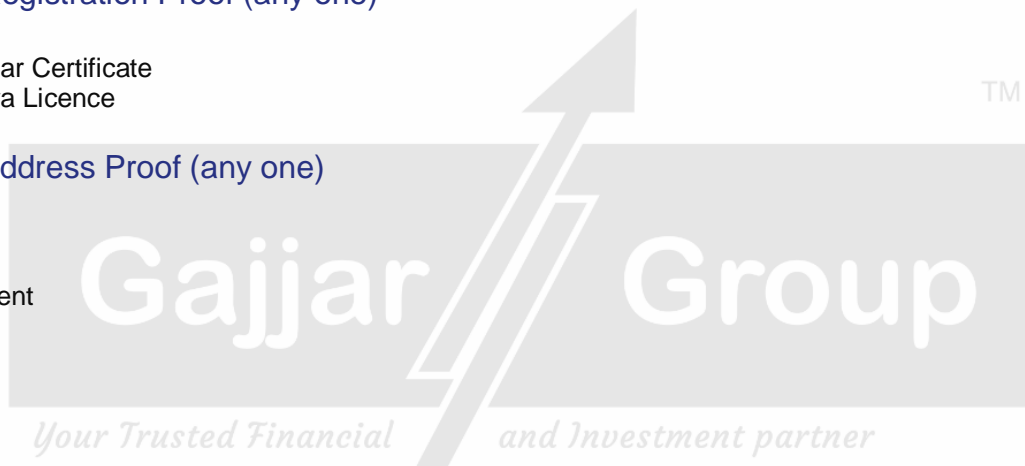 egistration Proof (any one)
ar Certificate
a Licence
TM
ddress Proof (any one)
ent
Gajjar Group
Your Trusted Financial and Investment partner